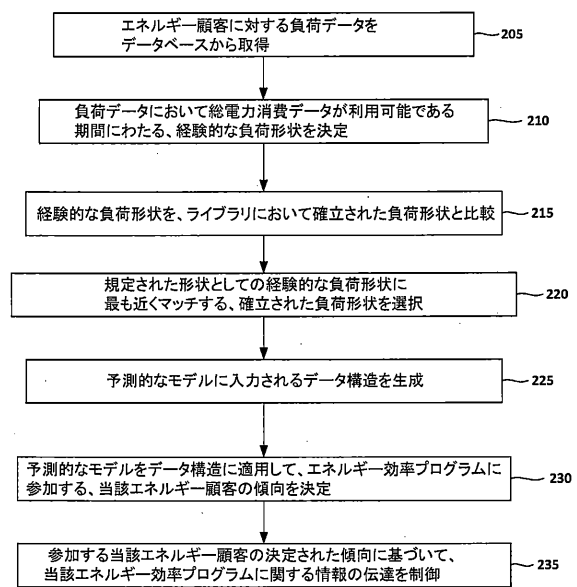 エネルギー顧客に対する負荷データを
データベースから取得
205
負荷データにおいて総電力消費データが利用可能である
期間にわたる、経験的な負荷形状を決定
210
経験的な負荷形状を、ライブラリにおいて確立された負荷形状と比較
215
規定された形状としての経験的な負荷形状に
最も近くマッチする、確立された負荷形状を選択
220
予測的なモデルに入力されるデータ構造を生成
225
予測的なモデルをデータ構造に適用して、エネルギー効率プログラムに
参加する、当該エネルギー顧客の傾向を決定
230
参加する当該エネルギー顧客の決定された傾向に基づいて、
当該エネルギー効率プログラムに関する情報の伝達を制御
235